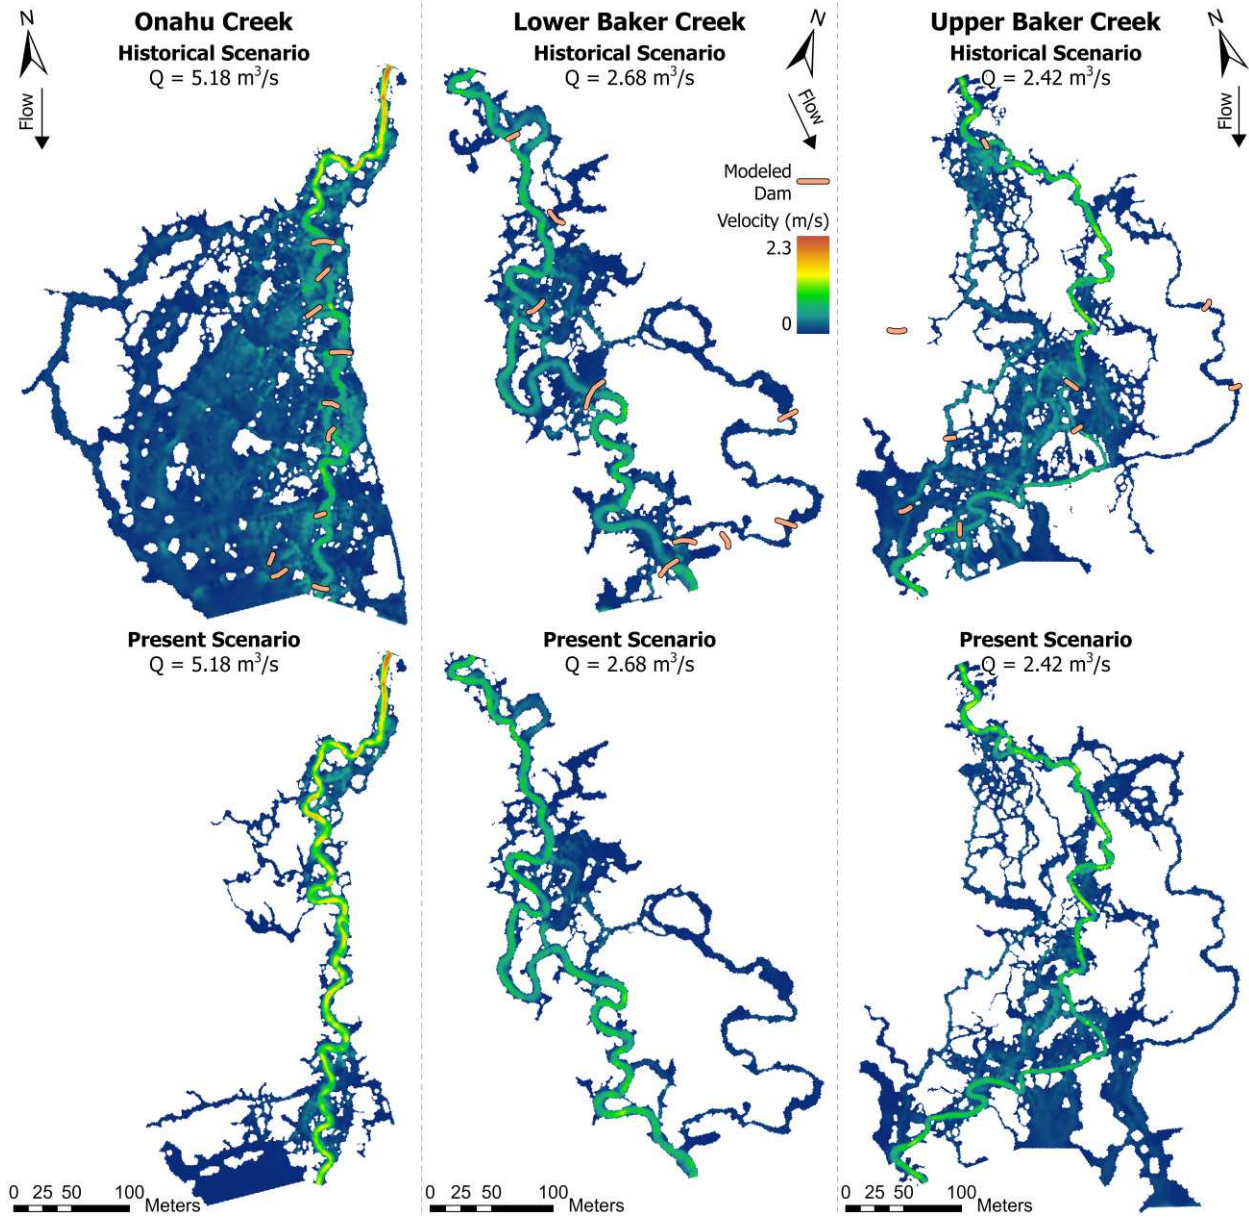 Onahu Creek
Historical Scenario
Q = 5.18 m³/s
N
Flow
Lower Baker Creek
Historical Scenario
Q = 2.68 m³/s
N
Flow
Modeled
Dam
Velocity (m/s)
2.3
0
Upper Baker Creek
Historical Scenario
Q = 2.42 m³/s
N
Flow
Present Scenario
Q = 5.18 m³/s
Present Scenario
Q = 2.68 m³/s
Present Scenario
Q = 2.42 m³/s
0 25 50 100
Meters
0 25 50 100
Meters
0 25 50 100
Meters